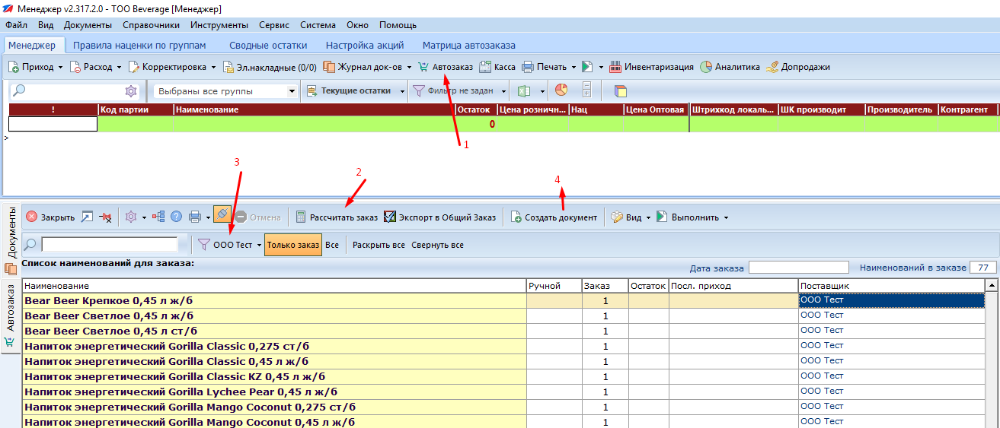 Менеджер v2.317.2.0 - ТОО Beverage [Менеджер]
Файл Вид Документы Справочники Инструменты Сервис Система Окно Помощь
Менеджер Правила наценки по группам Сводные остатки Настройка акций Матрица автозаказа
Приход Расход Корректировка Эл.накладные (0/0) Журнал док-ов Автозаказ Касса Печать Инвентаризация Аналитика Допродажи
Выбраны все группы Текущие остатки Фильтр не задан
! Код партии Наименование Остаток Цена розничн... Нац Цена Оптовая Штрихкод локаль... ШК производит Производитель Контрагент
0
>
1
3
2
4
Закрыть Отмена Рассчитать заказ Экспорт в Общий Заказ Создать документ Вид Выполнить
Документы
ООО Тест Только заказ Все Раскрыть все Свернуть все
Список наименований для заказа:
Дата заказа Наименований в заказе 77
Автозаказ
Наименование Ручной Заказ Остаток Посл. приход Поставщик
Bear Beer Крепкое 0,45 л ж/б 1 ООО Тест
Bear Beer Светлое 0,45 л ж/б 1 ООО Тест
Bear Beer Светлое 0,45 л ст/б 1 ООО Тест
Напиток энергетический Gorilla Classic 0,275 ст/б 1 ООО Тест
Напиток энергетический Gorilla Classic 0,45 л ж/б 1 ООО Тест
Напиток энергетический Gorilla Classic KZ 0,45 л ж/б 1 ООО Тест
Напиток энергетический Gorilla Lychee Pear 0,45 л ж/б 1 ООО Тест
Напиток энергетический Gorilla Mango Coconut 0,275 ст/б 1 ООО Тест
Напиток энергетический Gorilla Mango Coconut 0,45 л ж/б 1 ООО Тест